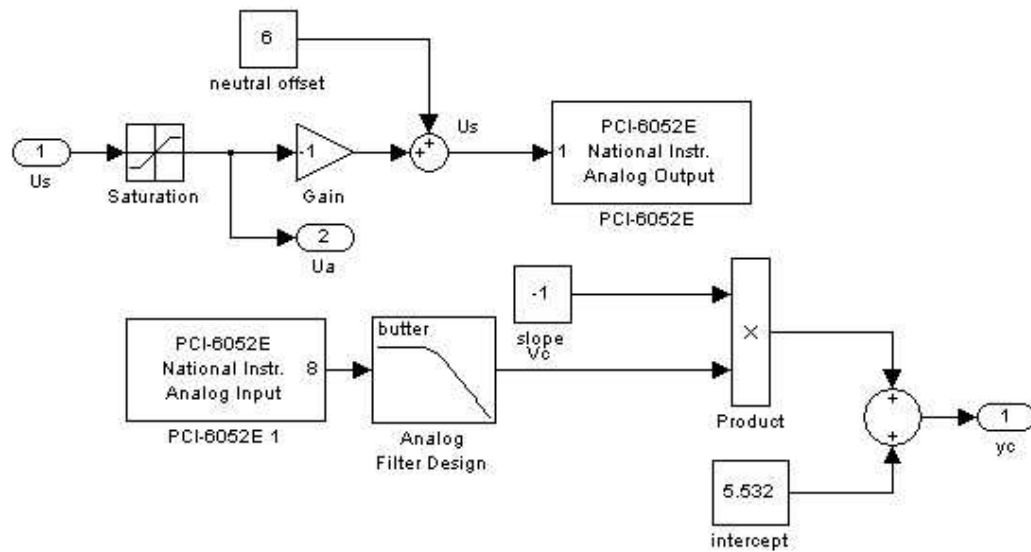 6
neutral offset
Us
1
Us
Saturation
-1
Gain
+
+
1
PCI-6052E
National Instr.
Analog Output
PCI-6052E
2
Ua
-1
slope
Vc
PCI-6052E
National Instr.
Analog Input
8
PCI-6052E 1
butter
Analog
Filter Design
×
Product
+
+
1
yc
5.532
intercept